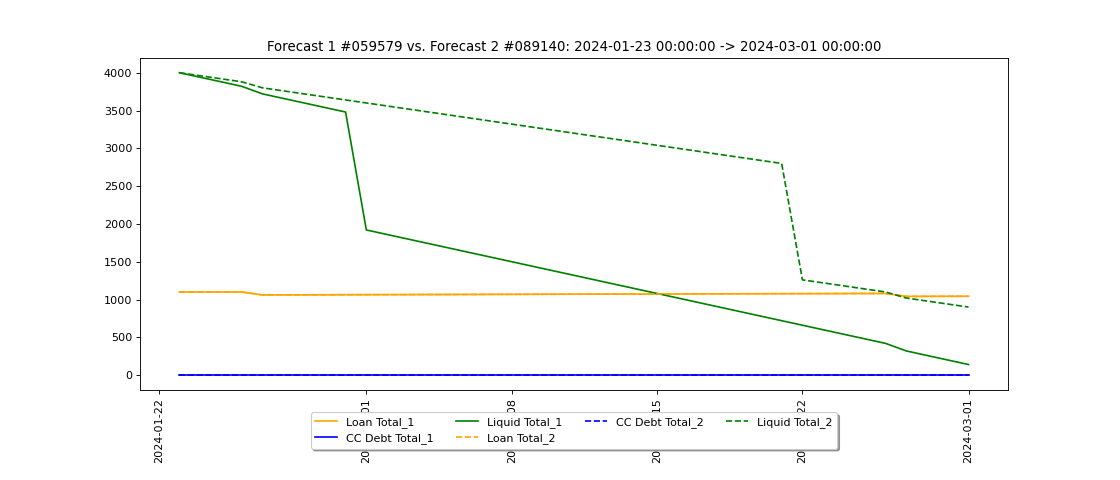 Forecast 1 #059579 vs. Forecast 2 #089140: 2024-01-23 00:00:00 -> 2024-03-01 00:00:00
4000
3500
3000
2500
2000
1500
1000
500
0
2024-01-22
2024-03-01
Loan Total_1
Liquid Total_1
CC Debt Total_2
Liquid Total_2
CC Debt Total_1
Loan Total_2